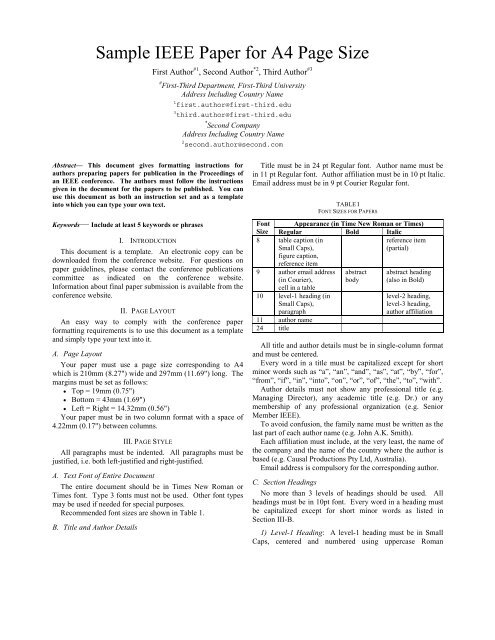 Sample IEEE Paper for A4 Page Size
First Author#1, Second Author*2, Third Author#3
#First-Third Department, First-Third University
Address Including Country Name
1first.author@first-third.edu
3third.author@first-third.edu
*Second Company
Address Including Country Name
2second.author@second.com
Abstract— This document gives formatting instructions for
authors preparing papers for publication in the Proceedings of
an IEEE conference. The authors must follow the instructions
given in the document for the papers to be published. You can
use this document as both an instruction set and as a template
into which you can type your own text.
Keywords— Include at least 5 keywords or phrases
I. INTRODUCTION
This document is a template. An electronic copy can be
downloaded from the conference website. For questions on
paper guidelines, please contact the conference publications
committee as indicated on the conference website.
Information about final paper submission is available from the
conference website.
II. PAGE LAYOUT
An easy way to comply with the conference paper
formatting requirements is to use this document as a template
and simply type your text into it.
A. Page Layout
Your paper must use a page size corresponding to A4
which is 210mm (8.27") wide and 297mm (11.69") long. The
margins must be set as follows:
• Top = 19mm (0.75")
• Bottom = 43mm (1.69")
• Left = Right = 14.32mm (0.56")
Your paper must be in two column format with a space of
4.22mm (0.17") between columns.
III. PAGE STYLE
All paragraphs must be indented. All paragraphs must be
justified, i.e. both left-justified and right-justified.
A. Text Font of Entire Document
The entire document should be in Times New Roman or
Times font. Type 3 fonts must not be used. Other font types
may be used if needed for special purposes.
Recommended font sizes are shown in Table 1.
B. Title and Author Details
Title must be in 24 pt Regular font. Author name must be
in 11 pt Regular font. Author affiliation must be in 10 pt Italic.
Email address must be in 9 pt Courier Regular font.
TABLE I
FONT SIZES FOR PAPERS
Font Appearance (in Time New Roman or Times)
Size Regular Bold Italic
8 table caption (in reference item
Small Caps), (partial)
figure caption,
reference item
9 author email address abstract abstract heading
(in Courier), body (also in Bold)
cell in a table
10 level-1 heading (in level-2 heading,
Small Caps), level-3 heading,
paragraph author affiliation
11 author name
24 title
All title and author details must be in single-column format
and must be centered.
Every word in a title must be capitalized except for short
minor words such as “a”, “an”, “and”, “as”, “at”, “by”, “for”,
“from”, “if”, “in”, “into”, “on”, “or”, “of”, “the”, “to”, “with”.
Author details must not show any professional title (e.g.
Managing Director), any academic title (e.g. Dr.) or any
membership of any professional organization (e.g. Senior
Member IEEE).
To avoid confusion, the family name must be written as the
last part of each author name (e.g. John A.K. Smith).
Each affiliation must include, at the very least, the name of
the company and the name of the country where the author is
based (e.g. Causal Productions Pty Ltd, Australia).
Email address is compulsory for the corresponding author.
C. Section Headings
No more than 3 levels of headings should be used. All
headings must be in 10pt font. Every word in a heading must
be capitalized except for short minor words as listed in
Section III-B.
1) Level-1 Heading: A level-1 heading must be in Small
Caps, centered and numbered using uppercase Roman